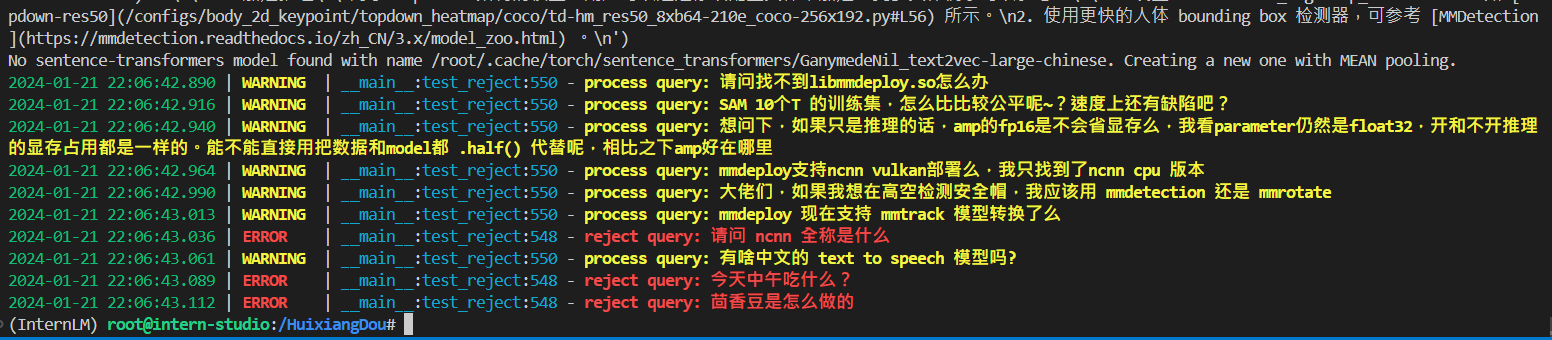 pdown-res50](/configs/body_2d_keypoint/topdown_heatmap/coco/td-hm_res50_8xb64-210e_coco-256x192.py#L56) 所示。\n2. 使用更快的人体 bounding box 检测器，可参考 [MMDetection
](https://mmdetection.readthedocs.io/zh_CN/3.x/model_zoo.html) 。\n')
No sentence-transformers model found with name /root/.cache/torch/sentence_transformers/GanymedeNil_text2vec-large-chinese. Creating a new one with MEAN pooling.
2024-01-21 22:06:42.890 | WARNING  | __main__:test_reject:550 - process query: 请问找不到libmmdeploy.so怎么办
2024-01-21 22:06:42.916 | WARNING  | __main__:test_reject:550 - process query: SAM 10个T 的训练集，怎么比比较公平呢~？速度上还有缺陷吧？
2024-01-21 22:06:42.940 | WARNING  | __main__:test_reject:550 - process query: 想问下，如果只是推理的话，amp的fp16是不会省显存么，我看parameter仍然是float32，开和不开推理
的显存占用都是一样的。能不能直接用把数据和model都 .half() 代替呢，相比之下amp好在哪里
2024-01-21 22:06:42.964 | WARNING  | __main__:test_reject:550 - process query: mmdeploy支持ncnn vulkan部署么，我只找到了ncnn cpu 版本
2024-01-21 22:06:42.990 | WARNING  | __main__:test_reject:550 - process query: 大佬们，如果我想在高空检测安全帽，我应该用 mmdetection 还是 mmrotate
2024-01-21 22:06:43.013 | WARNING  | __main__:test_reject:550 - process query: mmdeploy 现在支持 mmtrack 模型转换了么
2024-01-21 22:06:43.036 | ERROR    | __main__:test_reject:548 - reject query: 请问 ncnn 全称是什么
2024-01-21 22:06:43.061 | WARNING  | __main__:test_reject:550 - process query: 有啥中文的 text to speech 模型吗?
2024-01-21 22:06:43.089 | ERROR    | __main__:test_reject:548 - reject query: 今天中午吃什么？
2024-01-21 22:06:43.112 | ERROR    | __main__:test_reject:548 - reject query: 茴香豆是怎么做的
(InternLM) root@intern-studio:/HuixiangDou#